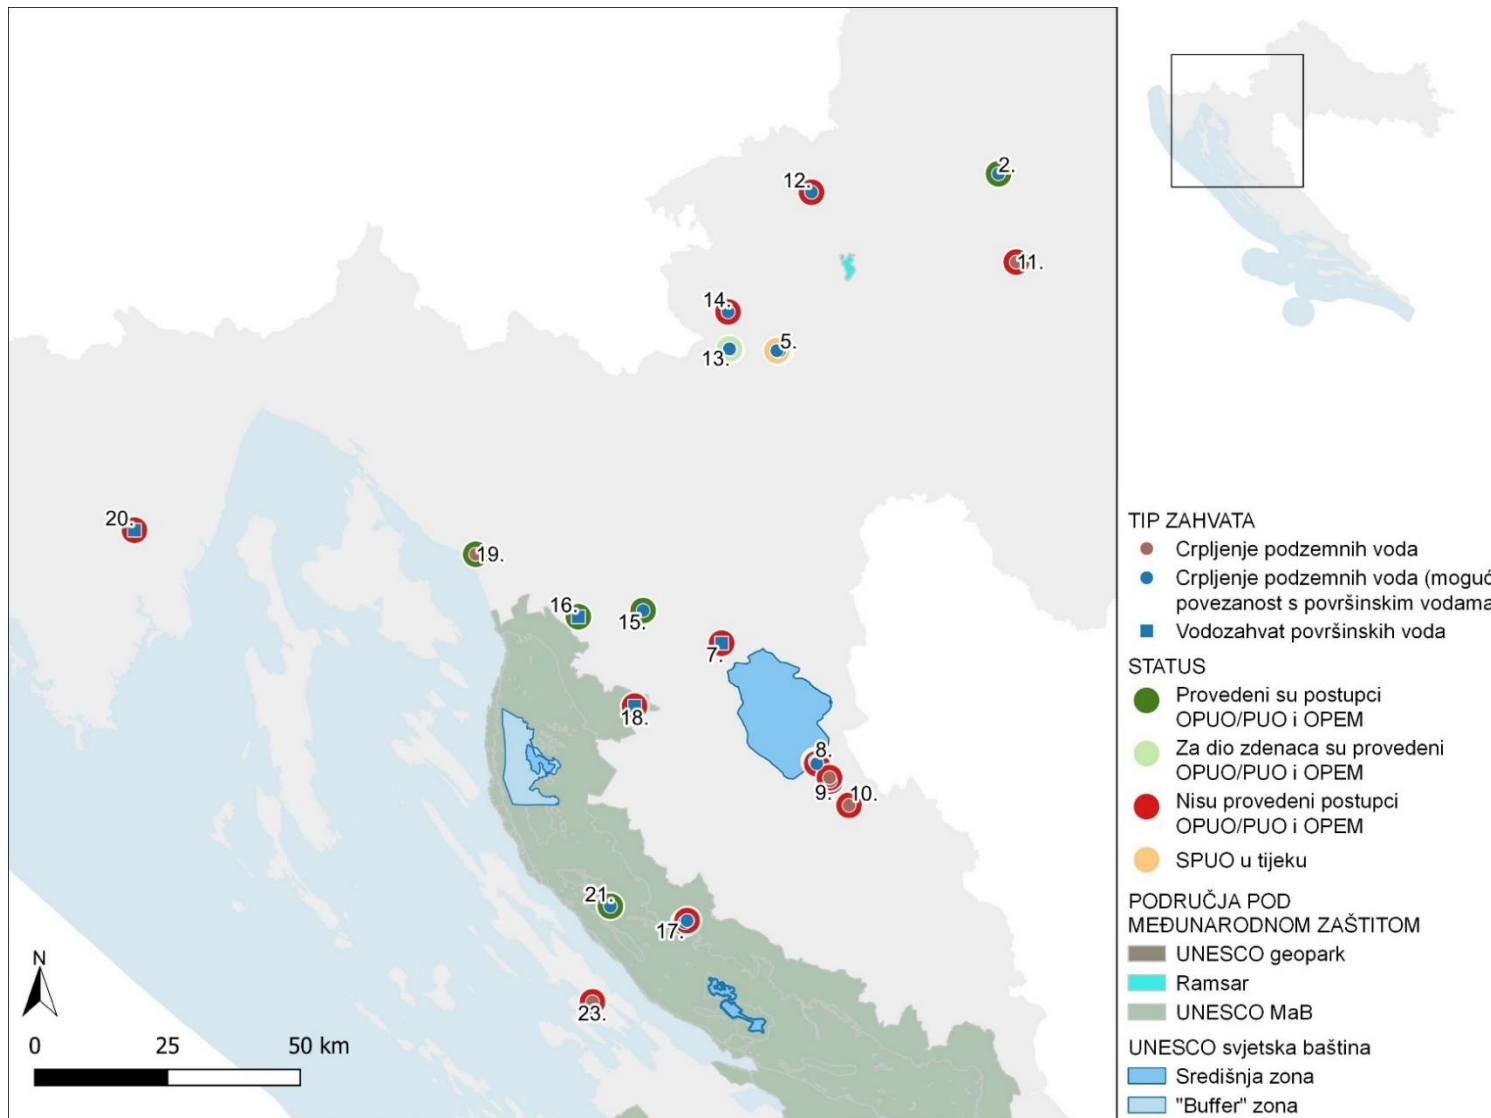 2.
12.
11.
14.
5.
13.
20.
19.
16.
15.
7.
18.
8.
9.
10.
21.
17.
23.
N
0 25 50 km
TIP ZAHVATA
Crpljenje podzemnih voda
Crpljenje podzemnih voda (moguć
povezanost s površinskim vodama
Vodozahvat površinskih voda
STATUS
Provedeni su postupci
OPUO/PUO i OPEM
Za dio zdenaca su provedeni
OPUO/PUO i OPEM
Nisu provedeni postupci
OPUO/PUO i OPEM
SPUO u tijeku
PODRUČJA POD
MEĐUNARODNOM ZAŠTITOM
UNESCO geopark
Ramsar
UNESCO MaB
UNESCO svjetska baština
Središnja zona
"Buffer" zona